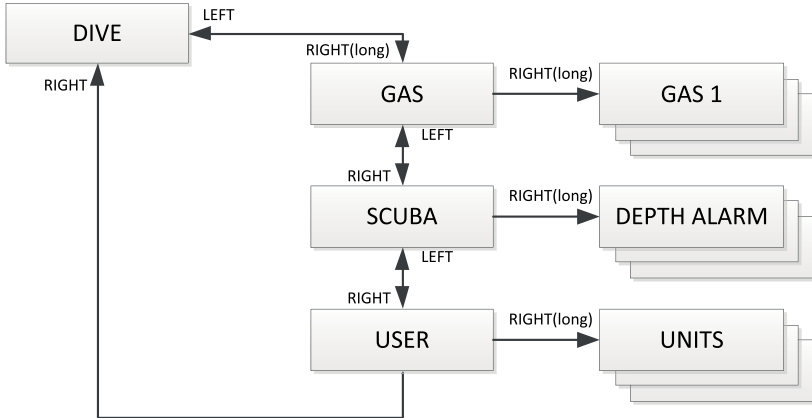 LEFT
DIVE
RIGHT(long)
RIGHT(long)
RIGHT
GAS
GAS 1
LEFT
RIGHT
RIGHT(long)
SCUBA
DEPTH ALARM
LEFT
RIGHT
RIGHT(long)
USER
UNITS